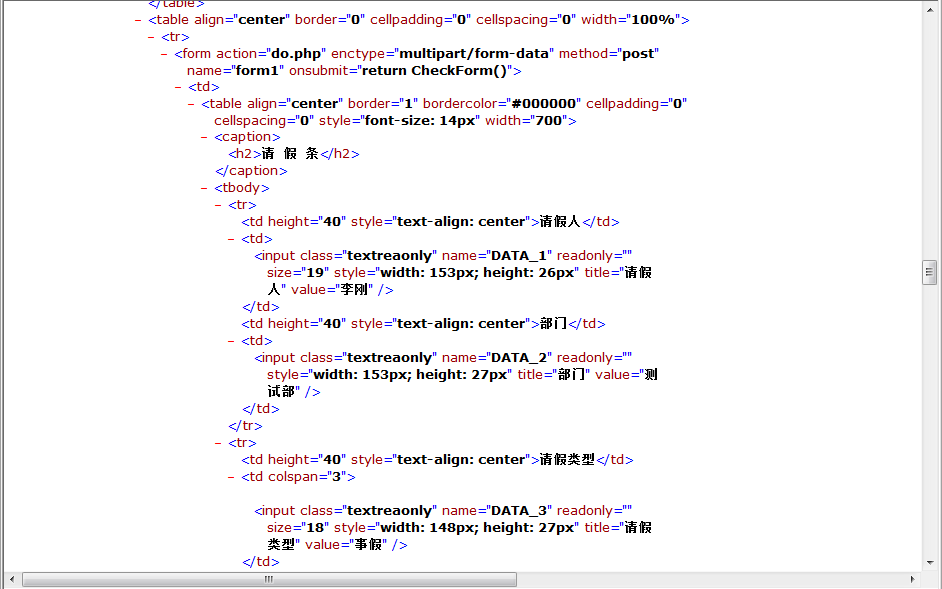 </table>
− <table align="center" border="0" cellpadding="0" cellspacing="0" width="100%">
− <tr>
− <form action="do.php" enctype="multipart/form-data" method="post"
name="form1" onsubmit="return CheckForm()">
− <td>
− <table align="center" border="1" bordercolor="#000000" cellpadding="0"
cellspacing="0" style="font-size: 14px" width="700">
− <caption>
<h2>请 假 条</h2>
</caption>
− <tbody>
− <tr>
<td height="40" style="text-align: center">请假人</td>
− <td>
<input class="textreaonly" name="DATA_1" readonly=""
size="19" style="width: 153px; height: 26px" title="请假
人" value="李刚" />
</td>
<td height="40" style="text-align: center">部门</td>
− <td>
<input class="textreaonly" name="DATA_2" readonly=""
style="width: 153px; height: 27px" title="部门" value="测
试部" />
</td>
</tr>
− <tr>
<td height="40" style="text-align: center">请假类型</td>
− <td colspan="3">
<input class="textreaonly" name="DATA_3" readonly=""
size="18" style="width: 148px; height: 27px" title="请假
类型" value="事假" />
</td>